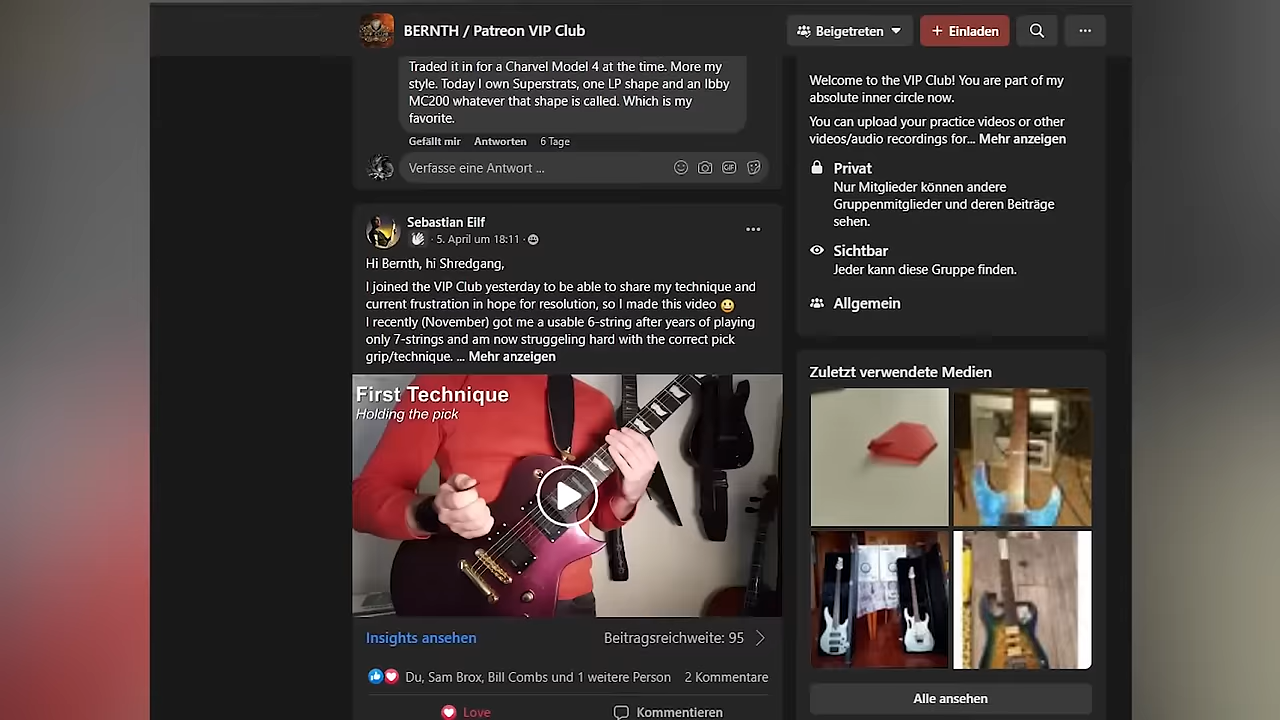 BERNTH / Patreon VIP Club
Beigetreten
+ Einladen
Traded it in for a Charvel Model 4 at the time. More my
style. Today I own Superstrats, one LP shape and an Ibby
MC200 whatever that shape is called. Which is my
favorite.
Gefällt mir Antworten 6 Tage
Verfasse eine Antwort ...
GIF
Sebastian Eilf
· 5. April um 18:11 ·
Hi Bernth, hi Shredgang,
I joined the VIP Club yesterday to be able to share my technique and
current frustration in hope for resolution, so I made this video
I recently (November) got me a usable 6-string after years of playing
only 7-strings and am now struggeling hard with the correct pick
grip/technique. ... Mehr anzeigen
First Technique
Holding the pick
Insights ansehen
Beitragsreichweite: 95
Du, Sam Brox, Bill Combs und 1 weitere Person
2 Kommentare
Love
Kommentieren
Welcome to the VIP Club! You are part of my
absolute inner circle now.
You can upload your practice videos or other
videos/audio recordings for... Mehr anzeigen
Privat
Nur Mitglieder können andere
Gruppenmitglieder und deren Beiträge
sehen.
Sichtbar
Jeder kann diese Gruppe finden.
Allgemein
Zuletzt verwendete Medien
Alle ansehen